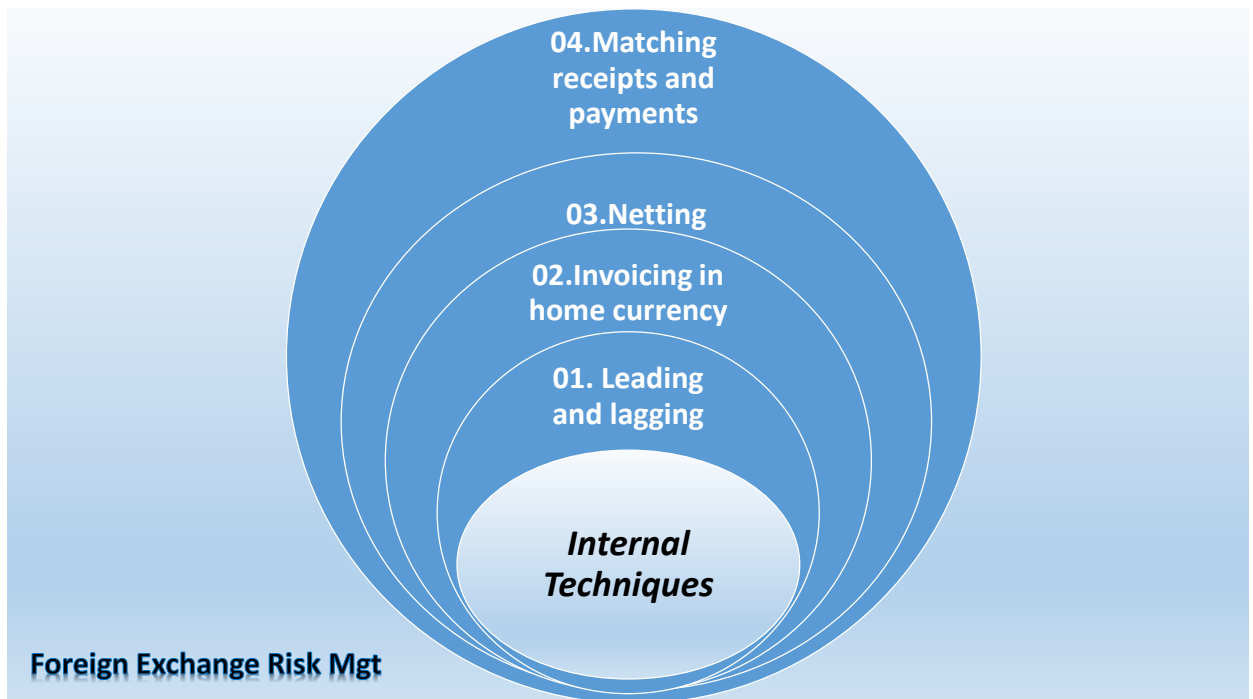 04.Matching
receipts and
payments
03.Netting
02.Invoicing in
home currency
01. Leading
and lagging
Internal
Techniques
Foreign Exchange Risk Mgt